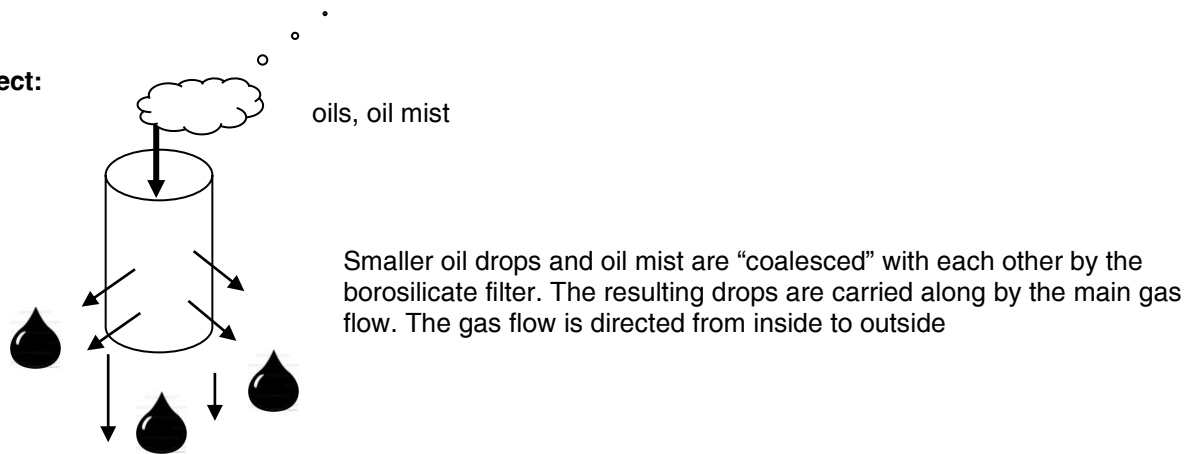 ect:
oils, oil mist
Smaller oil drops and oil mist are “coalesced” with each other by the
borosilicate filter. The resulting drops are carried along by the main gas
flow. The gas flow is directed from inside to outside